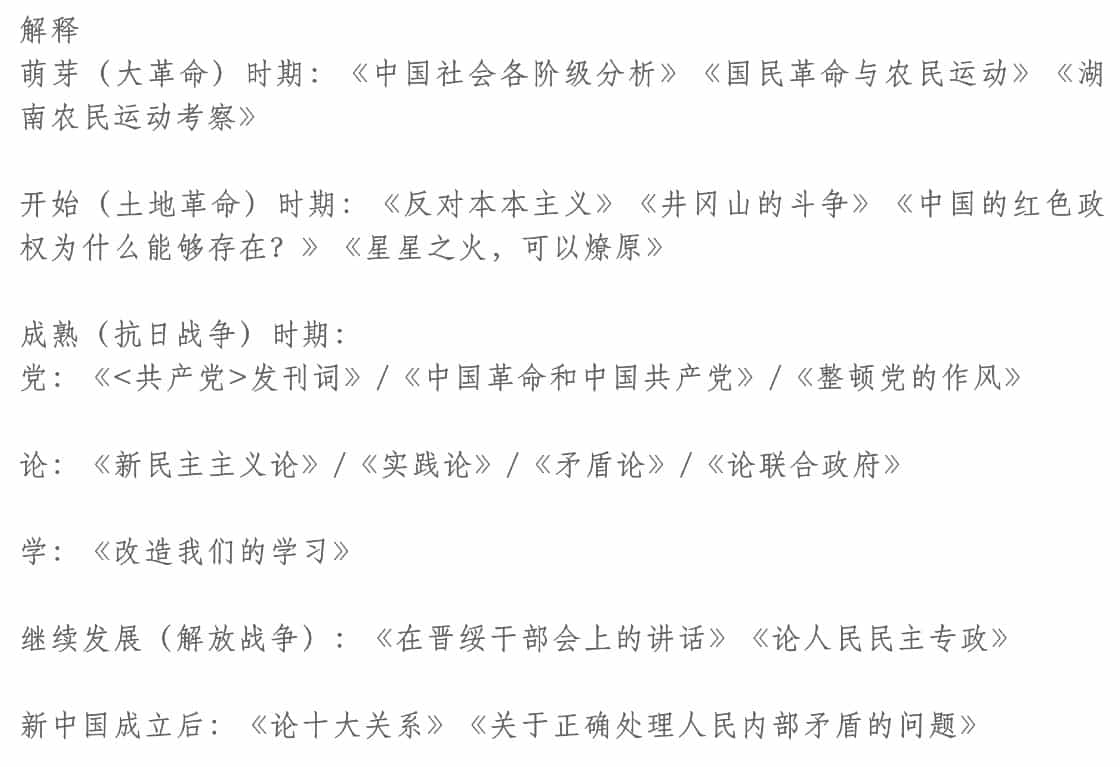 解释
萌芽（大革命）时期：《中国社会各阶级分析》《国民革命与农民运动》《湖
南农民运动考察》
开始（土地革命）时期：《反对本本主义》《井冈山的斗争》《中国的红色政
权为什么能够存在？》《星星之火，可以燎原》
成熟（抗日战争）时期：
党：《<共产党>发刊词》/《中国革命和中国共产党》/《整顿党的作风》
论：《新民主主义论》/《实践论》/《矛盾论》/《论联合政府》
学：《改造我们的学习》
继续发展（解放战争）：《在晋绥干部会上的讲话》《论人民民主专政》
新中国成立后：《论十大关系》《关于正确处理人民内部矛盾的问题》